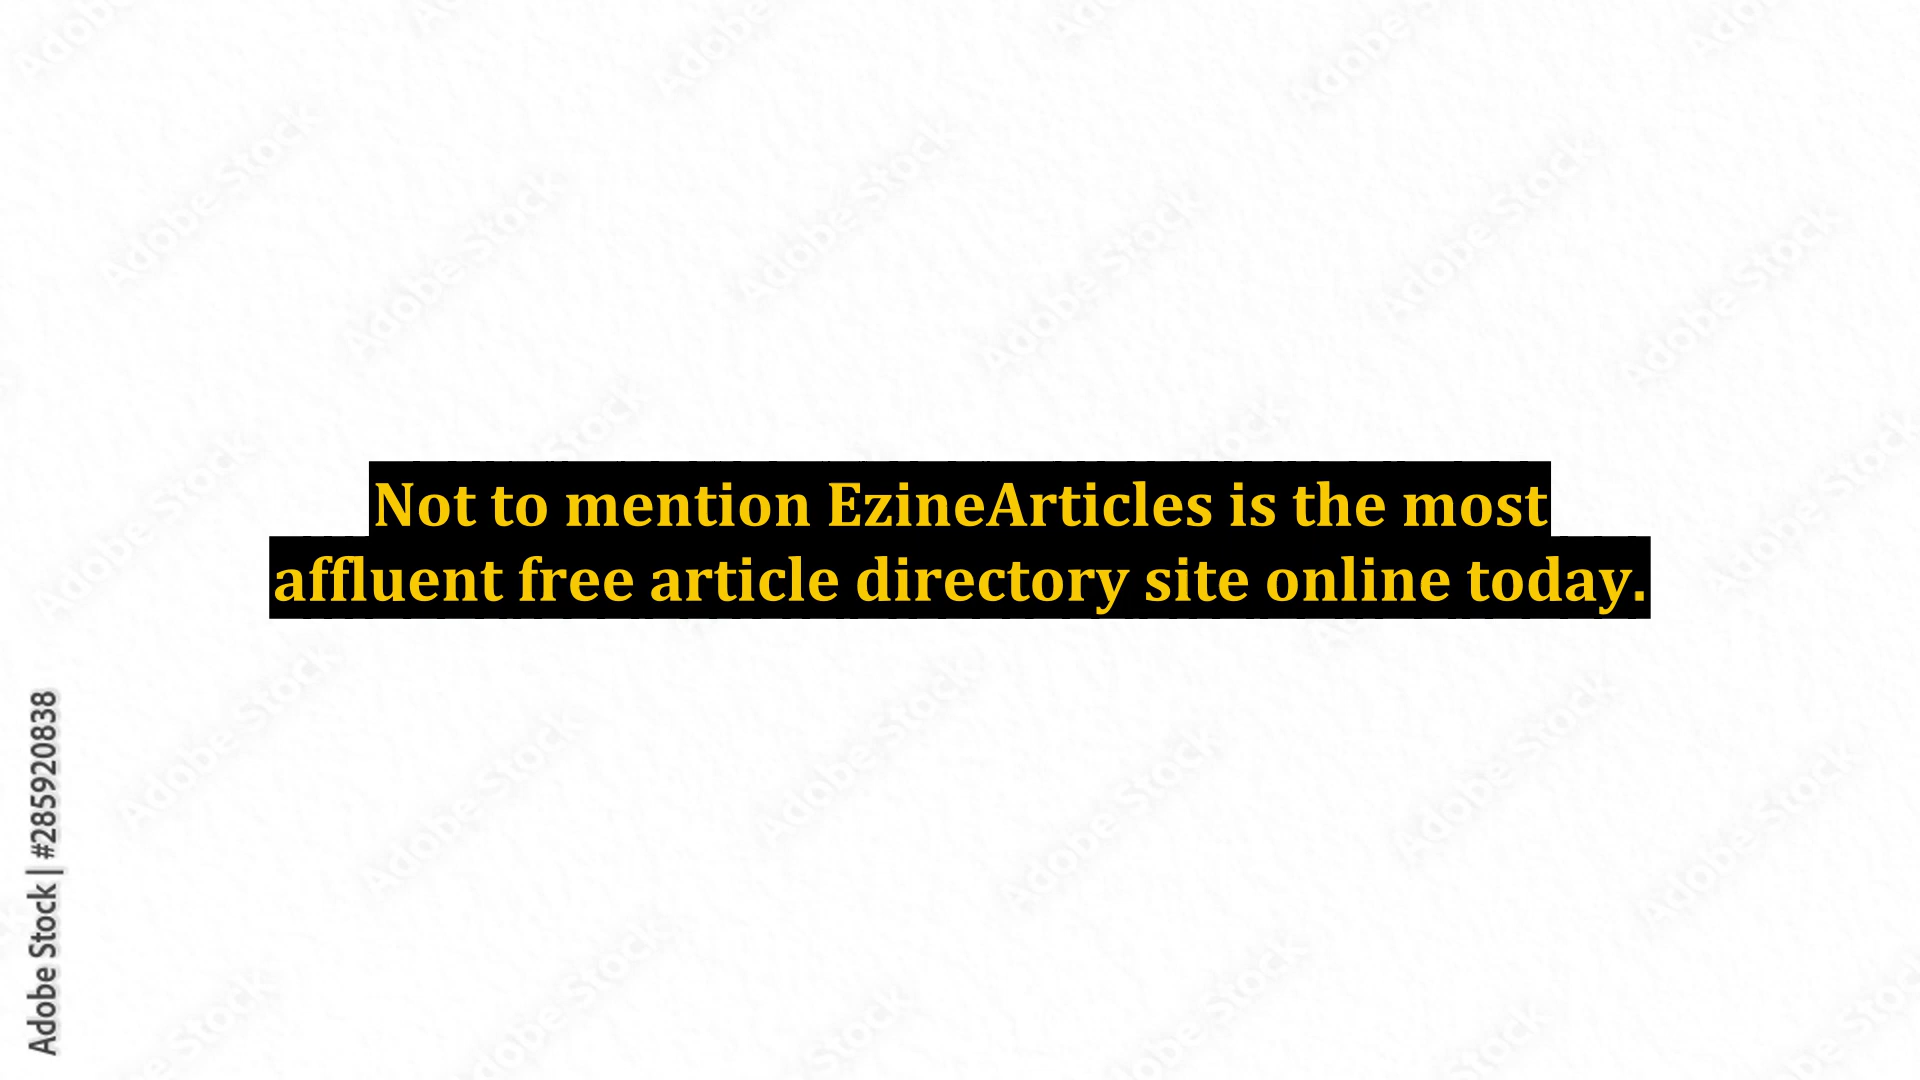 Not to mention EzineArticles is the most
affluent free article directory site online today.
Adobe Stock | #285920838